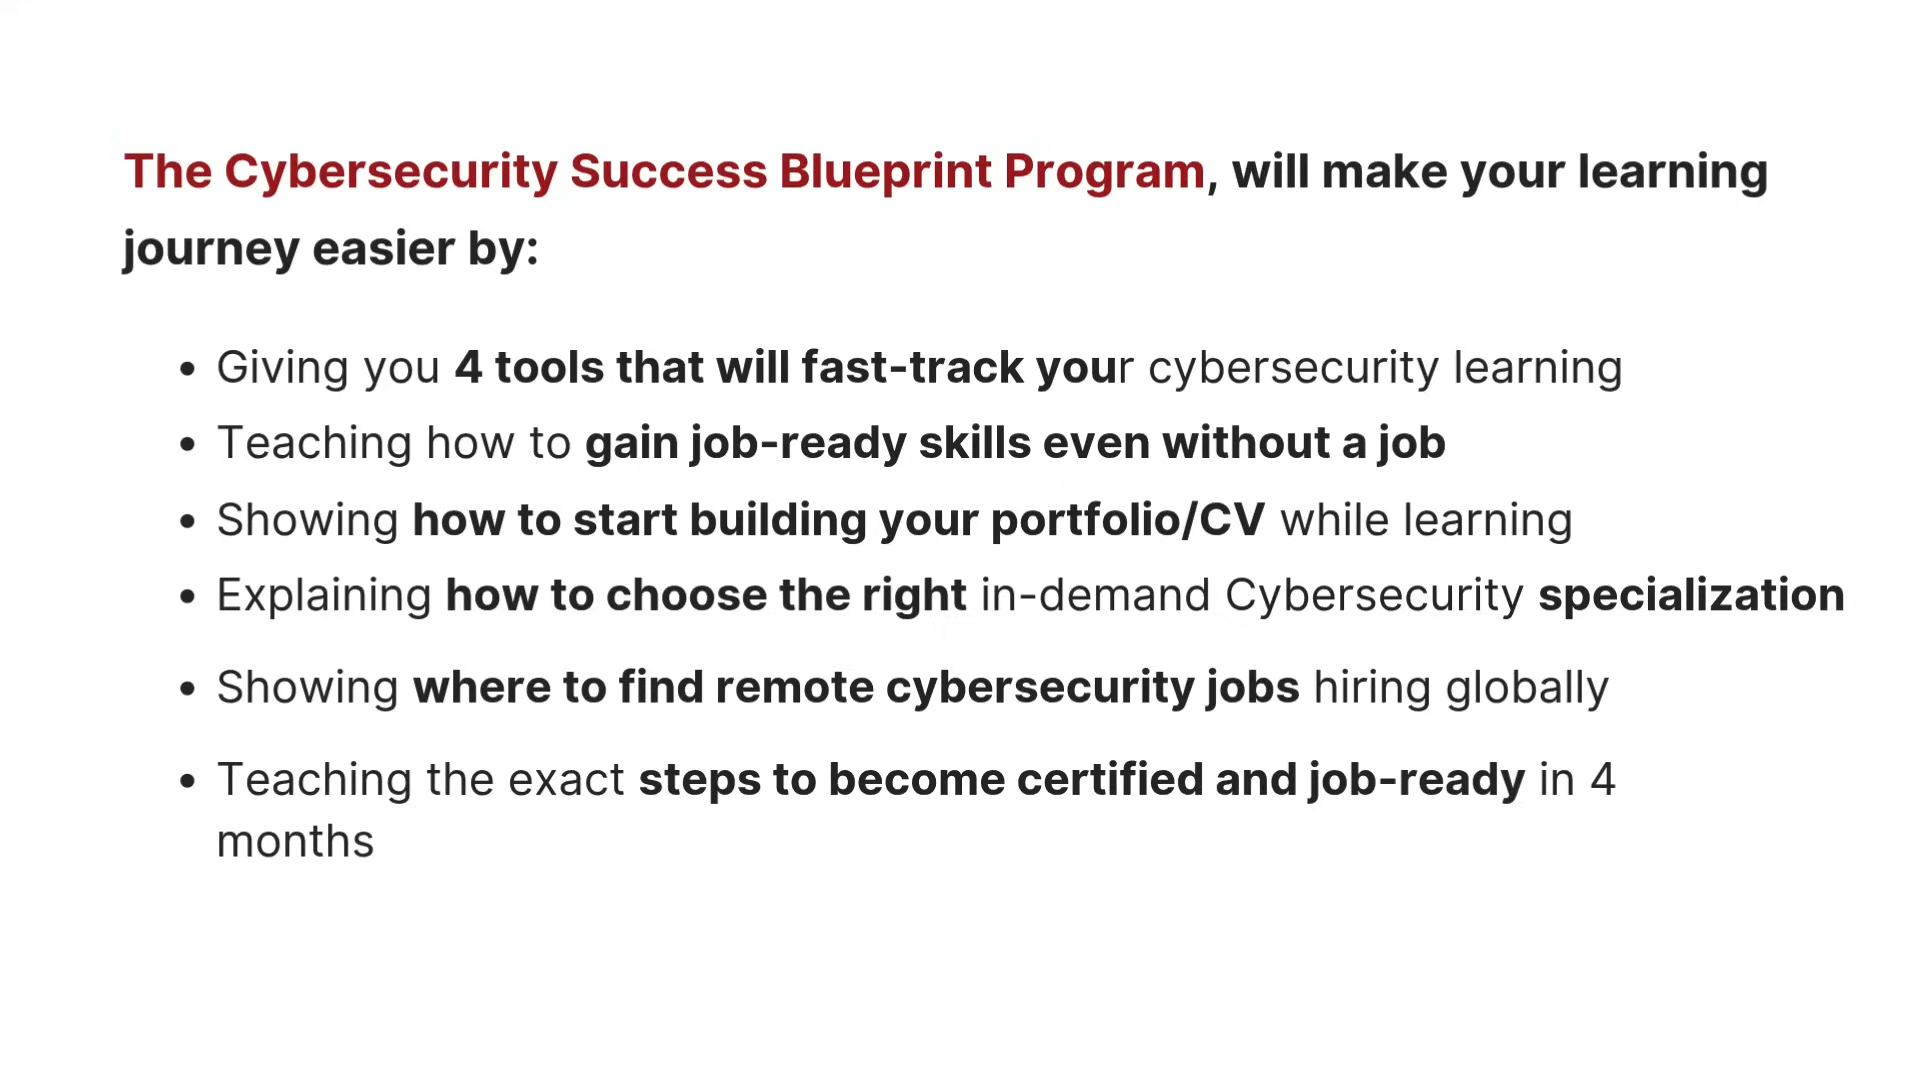 The Cybersecurity Success Blueprint Program, will make your learning
journey easier by:
• Giving you 4 tools that will fast-track your cybersecurity learning
• Teaching how to gain job-ready skills even without a job
• Showing how to start building your portfolio/CV while learning
• Explaining how to choose the right in-demand Cybersecurity specialization
• Showing where to find remote cybersecurity jobs hiring globally
• Teaching the exact steps to become certified and job-ready in 4
months